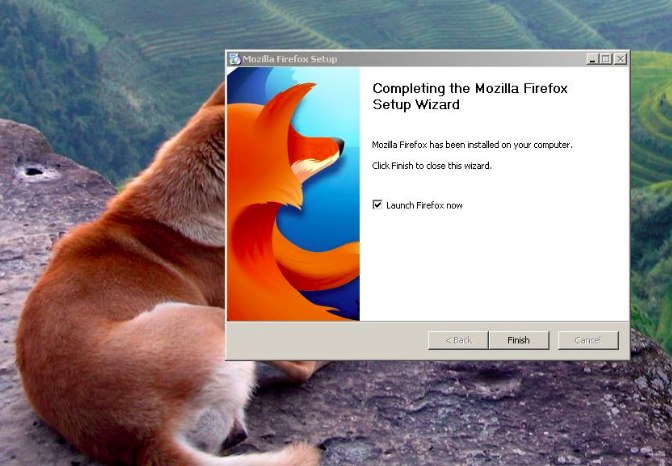 Mozilla Firefox Setup
Completing the Mozilla Firefox
Setup Wizard
Mozilla Firefox has been installed on your computer.
Click Finish to close this wizard.
Launch Firefox now
< Back
Finish
Cancel